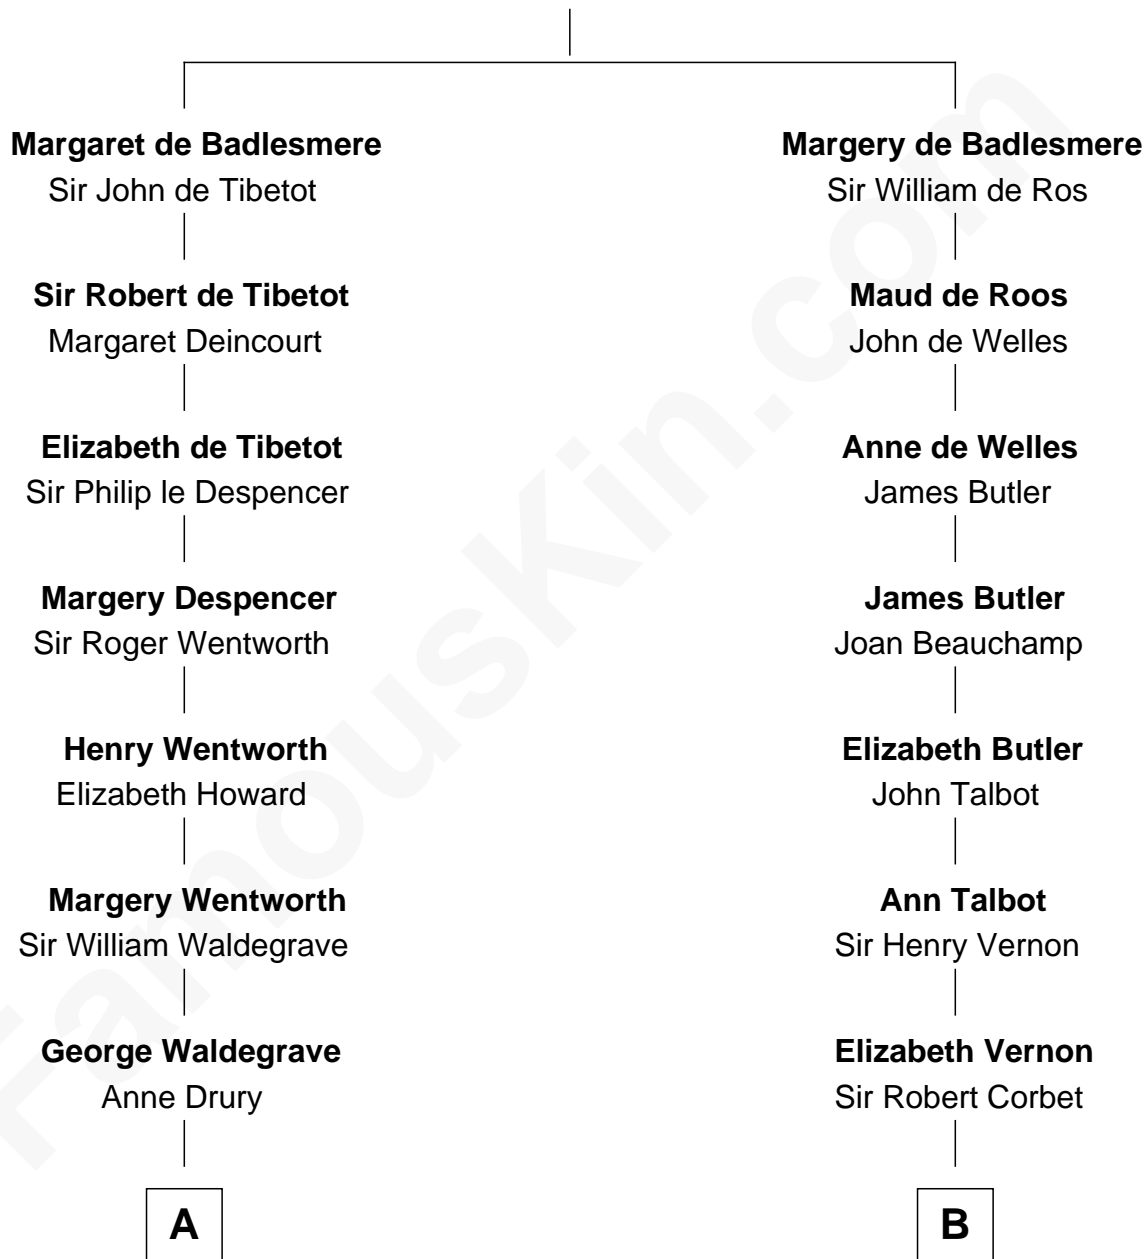 Margaret de Badlesmere
Sir John de Tibetot
Sir Robert de Tibetot
Margaret Deincourt
Elizabeth de Tibetot
Sir Philip le Despencer
Margery Despencer
Sir Roger Wentworth
Henry Wentworth
Elizabeth Howard
Margery Wentworth
Sir William Waldegrave
George Waldegrave
Anne Drury
A
Margery de Badlesmere
Sir William de Ros
Maud de Roos
John de Welles
Anne de Welles
James Butler
James Butler
Joan Beauchamp
Elizabeth Butler
John Talbot
Ann Talbot
Sir Henry Vernon
Elizabeth Vernon
Sir Robert Corbet
B
FamousKin.com